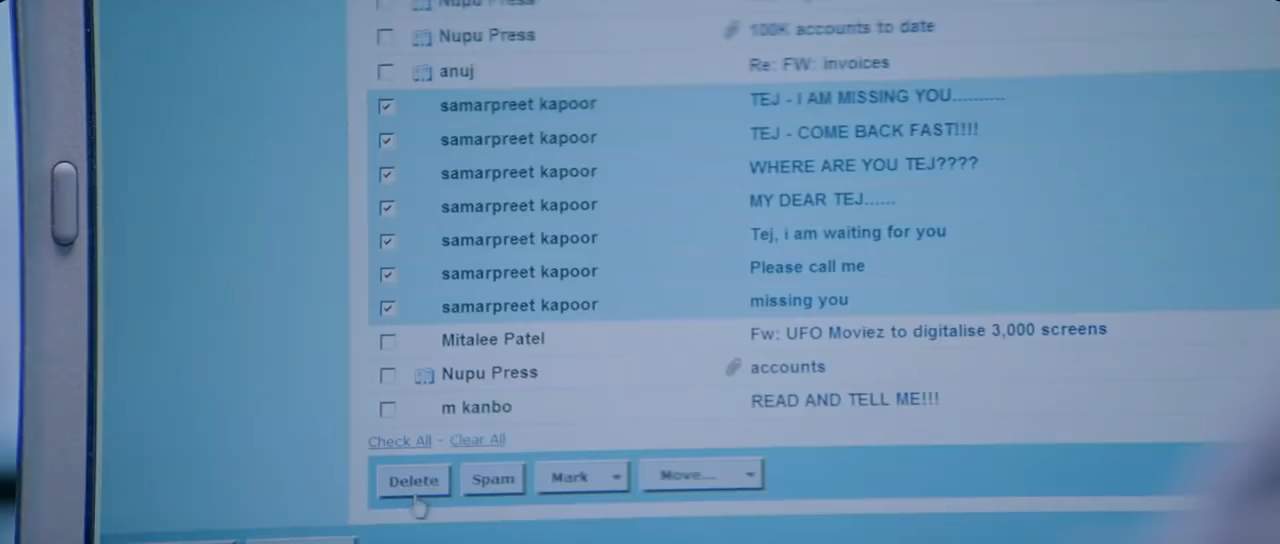 Nupu Press
Nupu Press 100K accounts to date
anuj Re: FW: invoices
samarpreet kapoor TEJ - I AM MISSING YOU..........
samarpreet kapoor TEJ - COME BACK FAST!!!!
samarpreet kapoor WHERE ARE YOU TEJ????
samarpreet kapoor MY DEAR TEJ......
samarpreet kapoor Tej, i am waiting for you
samarpreet kapoor Please call me
samarpreet kapoor missing you
Mitalee Patel Fw: UFO Moviez to digitalise 3,000 screens
Nupu Press accounts
m kanbo READ AND TELL ME!!!
Check All - Clear All
Delete Spam Mark Move...